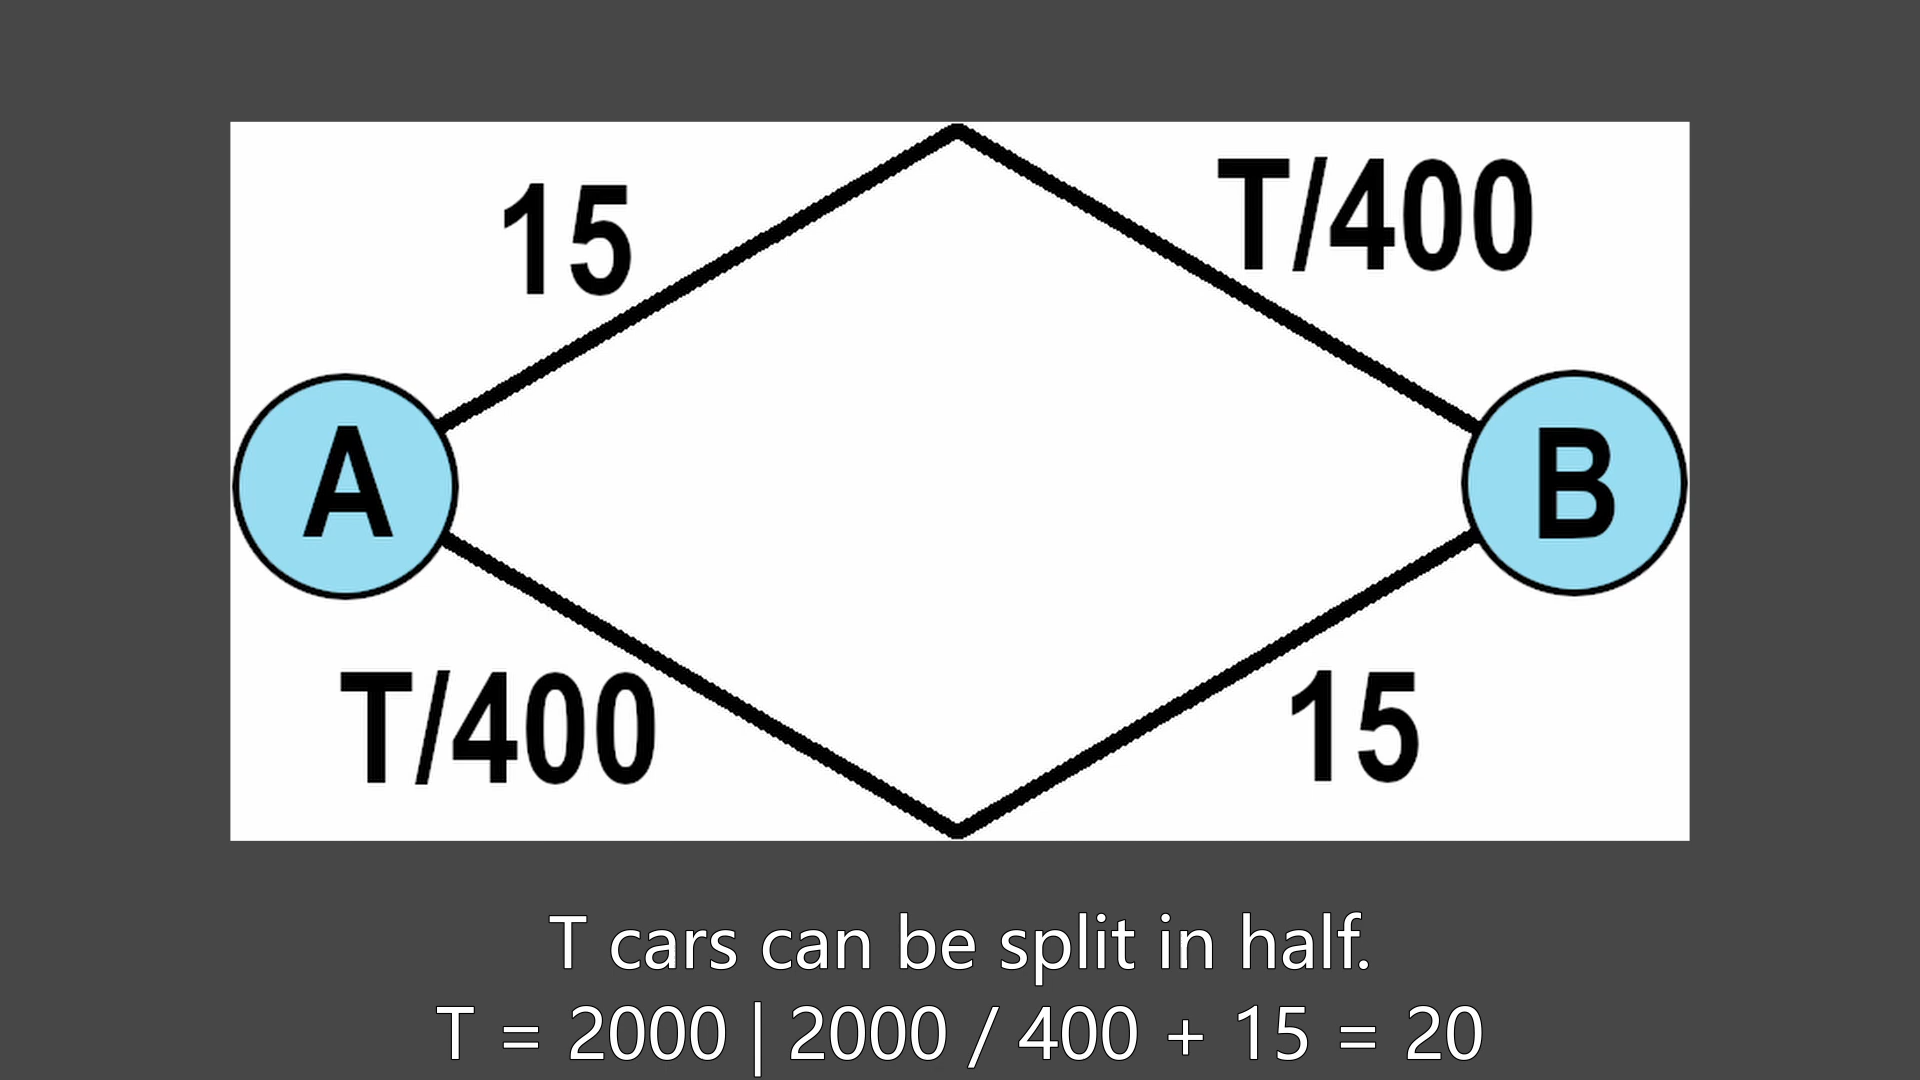 15
T/400
A
B
T/400
15
T cars can be split in half.
T = 2000 | 2000 / 400 + 15 = 20